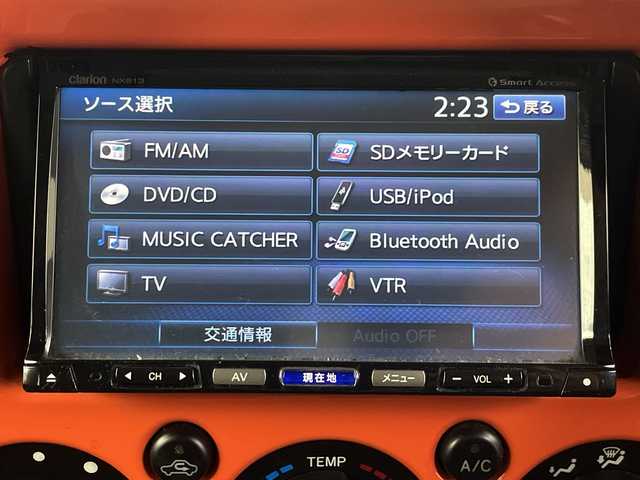 clarion NX813 Smart Access
ソース選択 2:23 戻る
FM/AM SDメモリーカード
DVD/CD USB/iPod
MUSIC CATCHER Bluetooth Audio
TV VTR
交通情報 Audio OFF
CH AV 現在地 メニュー − VOL +
TEMP A/C